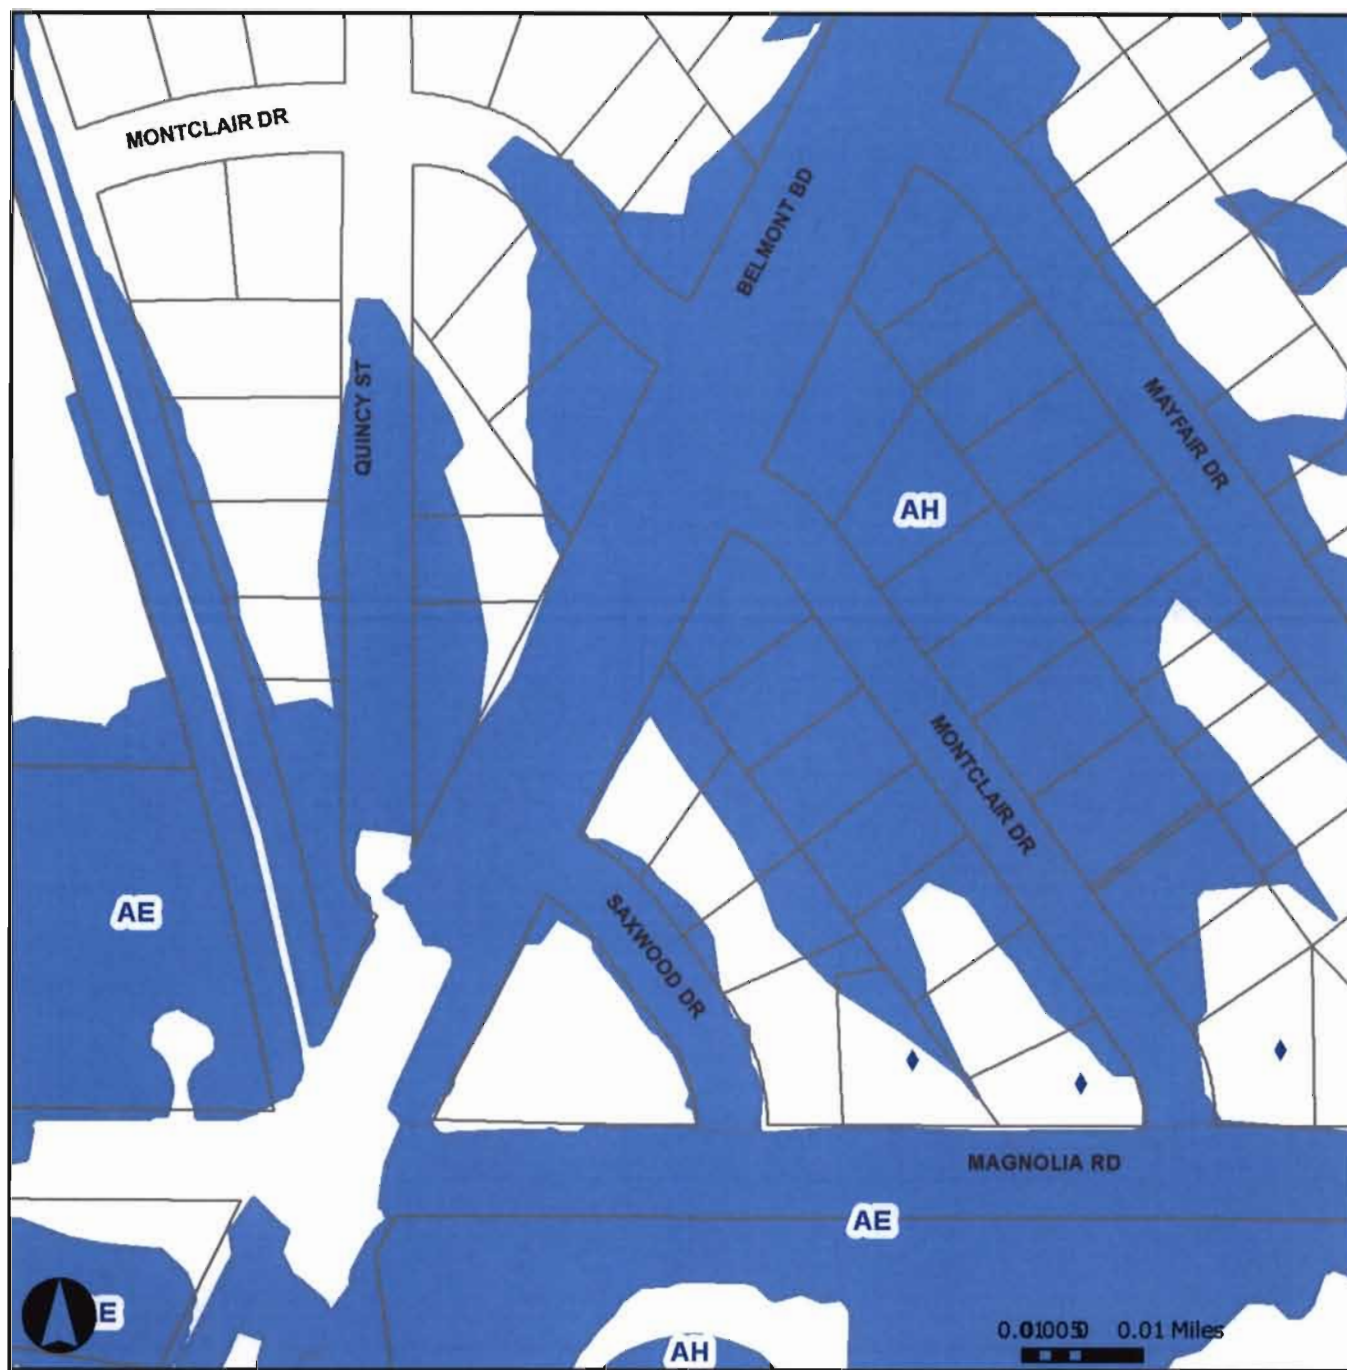 MONTCLAIR DR
BELMONT BD
QUINCY ST
MAYFAIR DR
AH
MONTCLAIR DR
AE
SAXWOOD DR
MAGNOLIA RD
AE
E
0.01 Miles
AH